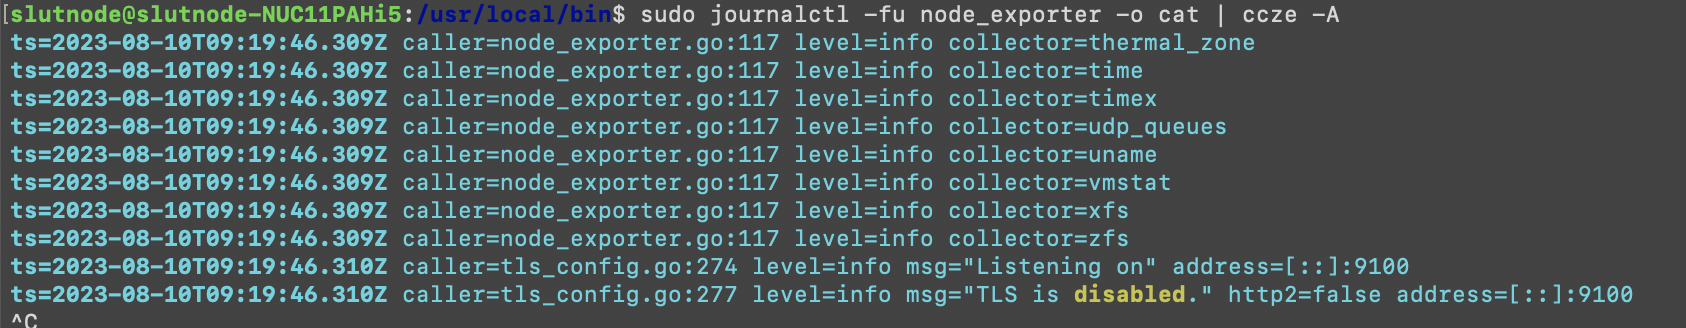 [slutnode@slutnode-NUC11PAHi5:/usr/local/bin$ sudo journalctl -fu node_exporter -o cat | ccze -A
ts=2023-08-10T09:19:46.309Z caller=node_exporter.go:117 level=info collector=thermal_zone
ts=2023-08-10T09:19:46.309Z caller=node_exporter.go:117 level=info collector=time
ts=2023-08-10T09:19:46.309Z caller=node_exporter.go:117 level=info collector=timex
ts=2023-08-10T09:19:46.309Z caller=node_exporter.go:117 level=info collector=udp_queues
ts=2023-08-10T09:19:46.309Z caller=node_exporter.go:117 level=info collector=uname
ts=2023-08-10T09:19:46.309Z caller=node_exporter.go:117 level=info collector=vmstat
ts=2023-08-10T09:19:46.309Z caller=node_exporter.go:117 level=info collector=xfs
ts=2023-08-10T09:19:46.309Z caller=node_exporter.go:117 level=info collector=zfs
ts=2023-08-10T09:19:46.310Z caller=tls_config.go:274 level=info msg="Listening on" address=[::]:9100
ts=2023-08-10T09:19:46.310Z caller=tls_config.go:277 level=info msg="TLS is disabled." http2=false address=[::]:9100
^C